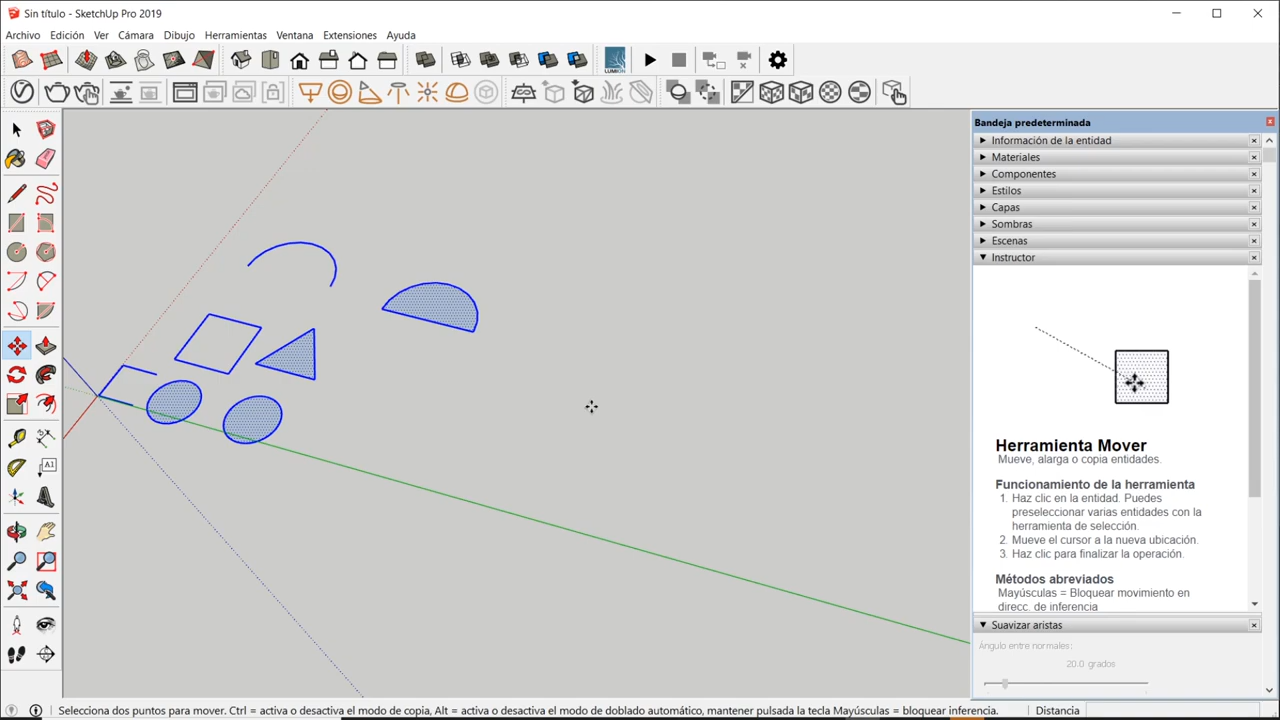 Sin título - SketchUp Pro 2019
Archivo Edición Ver Cámara Dibujo Herramientas Ventana Extensiones Ayuda
LUMION
Bandeja predeterminada
Información de la entidad
Materiales
Componentes
Estilos
Capas
Sombras
Escenas
Instructor
Herramienta Mover
Mueve, alarga o copia entidades.
Funcionamiento de la herramienta
1. Haz clic en la entidad. Puedes
preseleccionar varias entidades con la
herramienta de selección.
2. Mueve el cursor a la nueva ubicación.
3. Haz clic para finalizar la operación.
Métodos abreviados
Mayúsculas = Bloquear movimiento en
direcc. de inferencia
Suavizar aristas
Ángulo entre normales:
20.0 grados
Selecciona dos puntos para mover. Ctrl = activa o desactiva el modo de copia, Alt = activa o desactiva el modo de doblado automático, mantener pulsada la tecla Mayúsculas = bloquear inferencia. Distancia